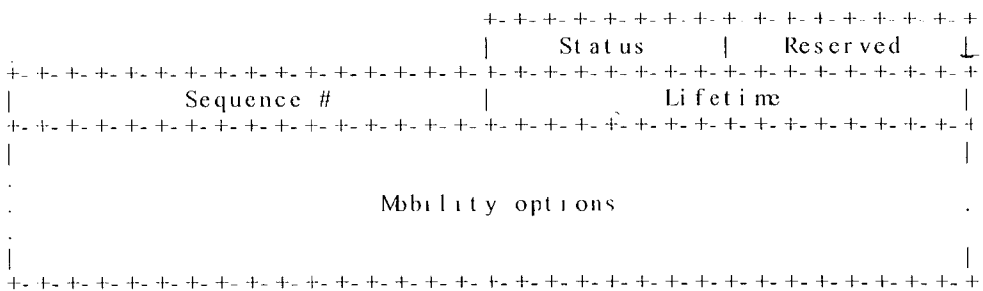 +-+-+-+-+-+-+-+-+-+-+-+-+-+-+-+-+
| Status | Reserved |
+-+-+-+-+-+-+-+-+-+-+-+-+-+-+-+-+-+-+-+-+-+-+-+-+-+-+-+-+-+-+-+-+
| Sequence # | Lifetime |
+-+-+-+-+-+-+-+-+-+-+-+-+-+-+-+-+-+-+-+-+-+-+-+-+-+-+-+-+-+-+-+-+
| |
. Mobility options .
. .
| |
+-+-+-+-+-+-+-+-+-+-+-+-+-+-+-+-+-+-+-+-+-+-+-+-+-+-+-+-+-+-+-+-+